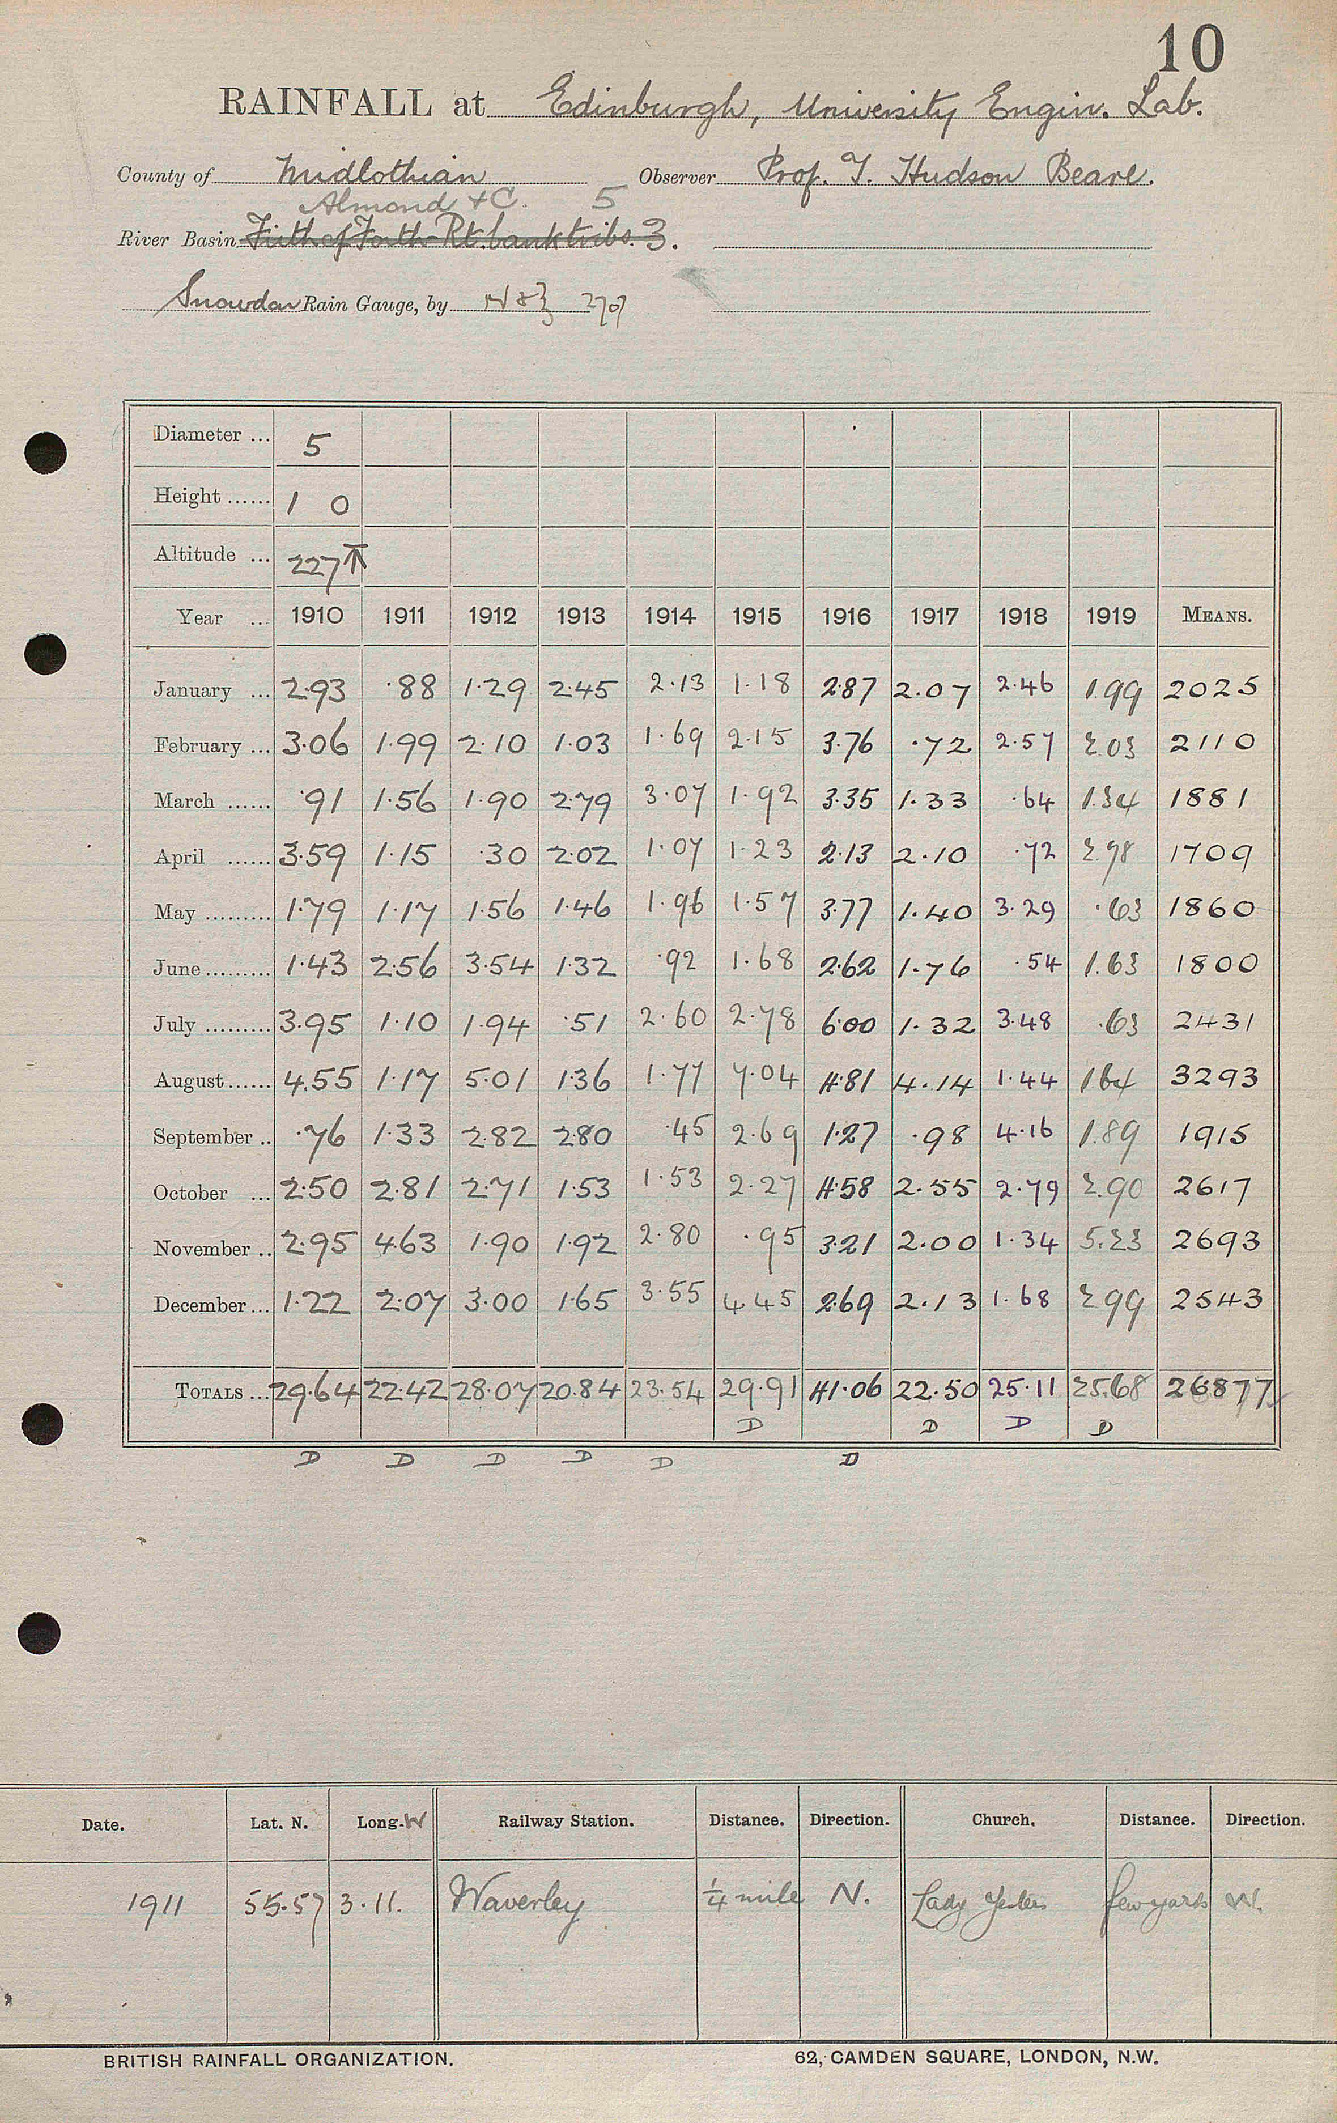 10
RAINFALL at Edinburgh, University Engin. Lab.
County of Midlothian Observer Prof. T. Hudson Beare.
Almond & C. 5
River Basin Firth of Forth Rt. bank tribs. 3.
Snowdon Rain Gauge, by N & Z 2707
Diameter ... 5
Height ...... 1 0
Altitude ... 227
Year ... 1910 1911 1912 1913 1914 1915 1916 1917 1918 1919 MEANS.
January ... 2.93 .88 1.29 2.45 2.13 1.18 2.87 2.07 2.46 1.99 2025
February ... 3.06 1.99 2.10 1.03 1.69 2.15 3.76 .72 2.57 2.03 2110
March ...... .91 1.56 1.90 2.79 3.07 1.92 3.35 1.33 .64 1.34 1881
April ...... 3.59 1.15 .30 2.02 1.07 1.23 2.13 2.10 .72 2.78 1709
May ......... 1.79 1.17 1.56 1.46 1.96 1.57 3.77 1.40 3.29 .63 1860
June ......... 1.43 2.56 3.54 1.32 .92 1.68 2.62 1.76 .54 1.63 1800
July ......... 3.95 1.10 1.94 .51 2.60 2.78 6.00 1.32 3.48 .63 2431
August ...... 4.55 1.17 5.01 1.36 1.77 7.04 4.81 4.14 1.44 1.64 3293
September .. .76 1.33 2.82 2.80 .45 2.69 1.27 .98 4.16 1.89 1915
October ... 2.50 2.81 2.71 1.53 1.53 2.27 4.58 2.55 2.79 2.90 2617
November .. 2.95 4.63 1.90 1.92 2.80 .95 3.21 2.00 1.34 5.23 2693
December ... 1.22 2.07 3.00 1.65 3.55 4.45 2.69 2.13 1.68 2.99 2543
TOTALS ... 29.64 22.42 28.07 20.84 23.54 29.91 41.06 22.50 25.11 25.68 26877
D D D D
D D D D D D
Date. Lat. N. Long. W Railway Station. Distance. Direction. Church. Distance. Direction.
1911 55.57 3.11. Waverley ¼ mile N. Lady Yesters few yards W.
BRITISH RAINFALL ORGANIZATION. 62, CAMDEN SQUARE, LONDON, N.W.